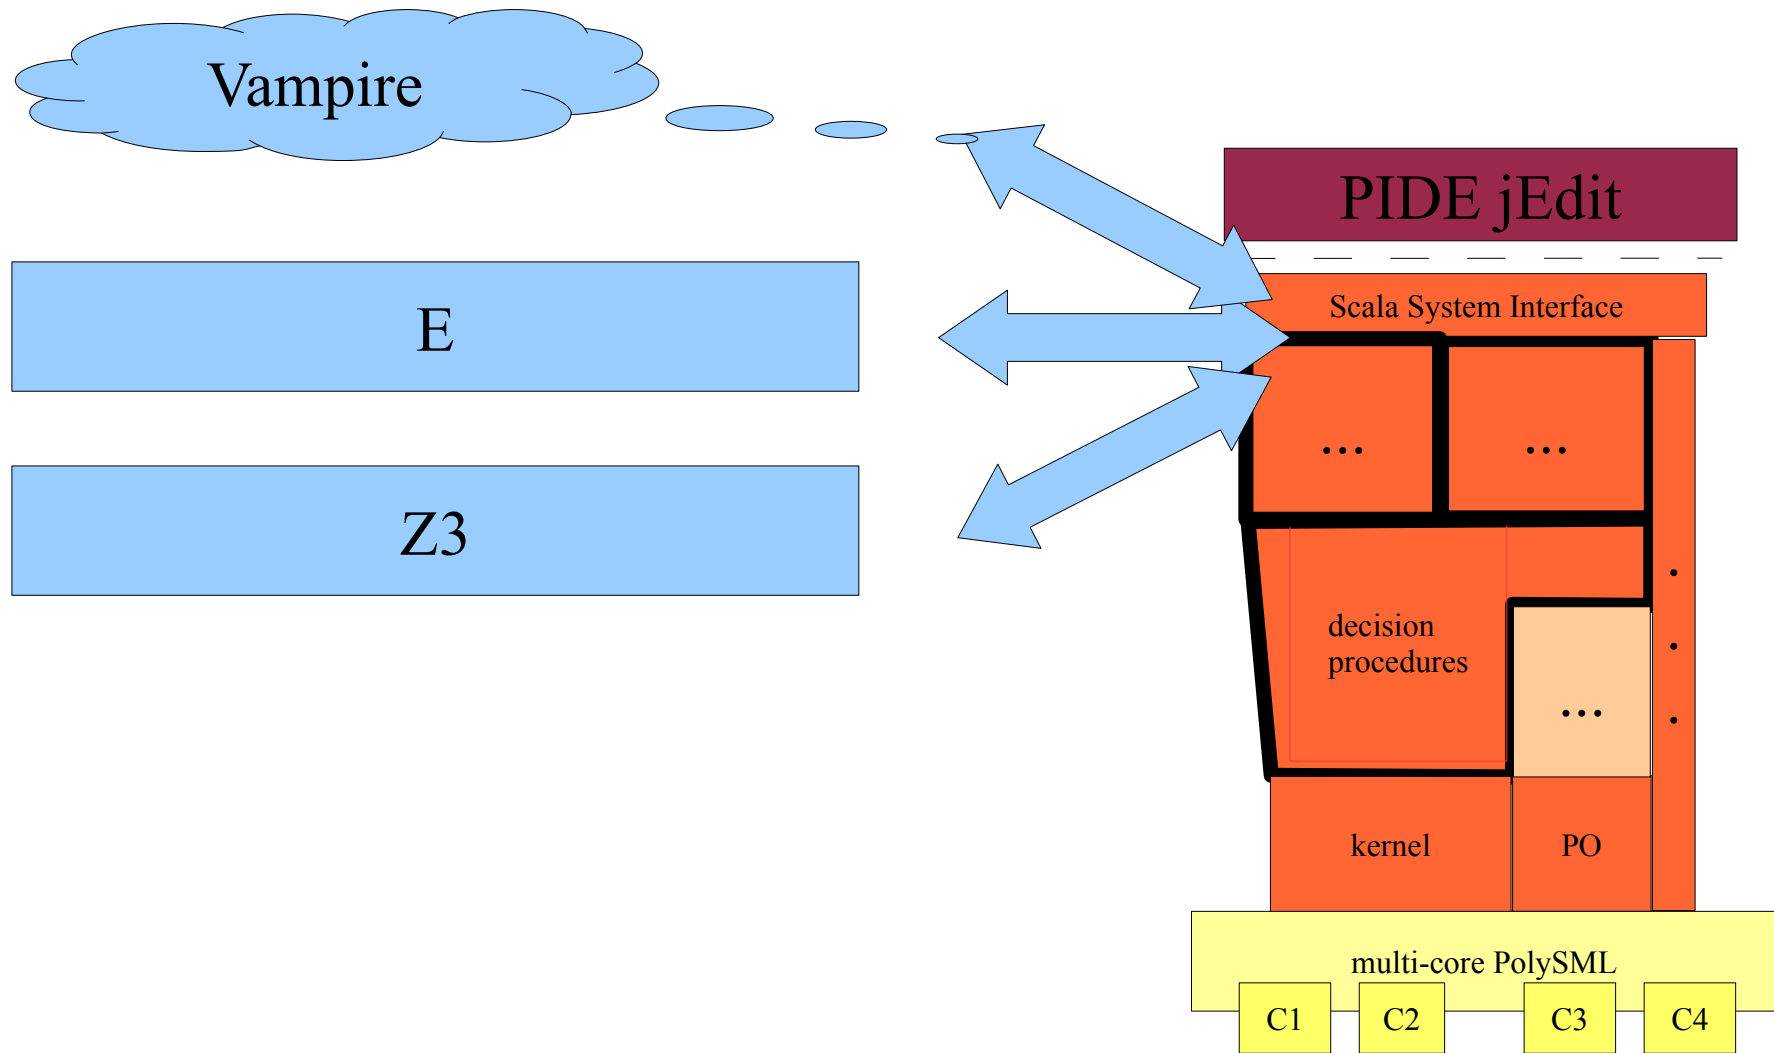 Vampire
PIDE jEdit
E
Scala System Interface
...
...
Z3
decision
procedures
...
kernel
PO
multi-core PolySML
C1
C2
C3
C4